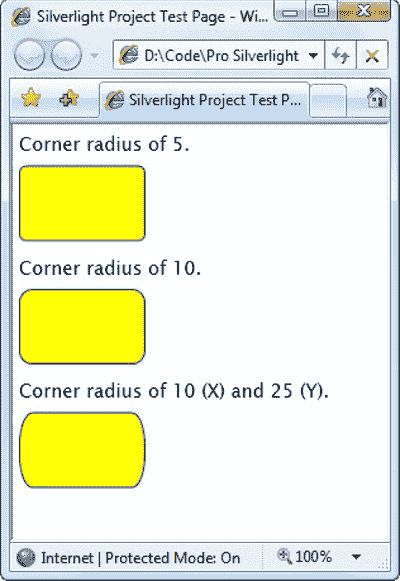 Silverlight Project Test Page - Wi...
D:\Code\Pro Silverlight
Silverlight Project Test P...
Corner radius of 5.
Corner radius of 10.
Corner radius of 10 (X) and 25 (Y).
Internet | Protected Mode: On 100%